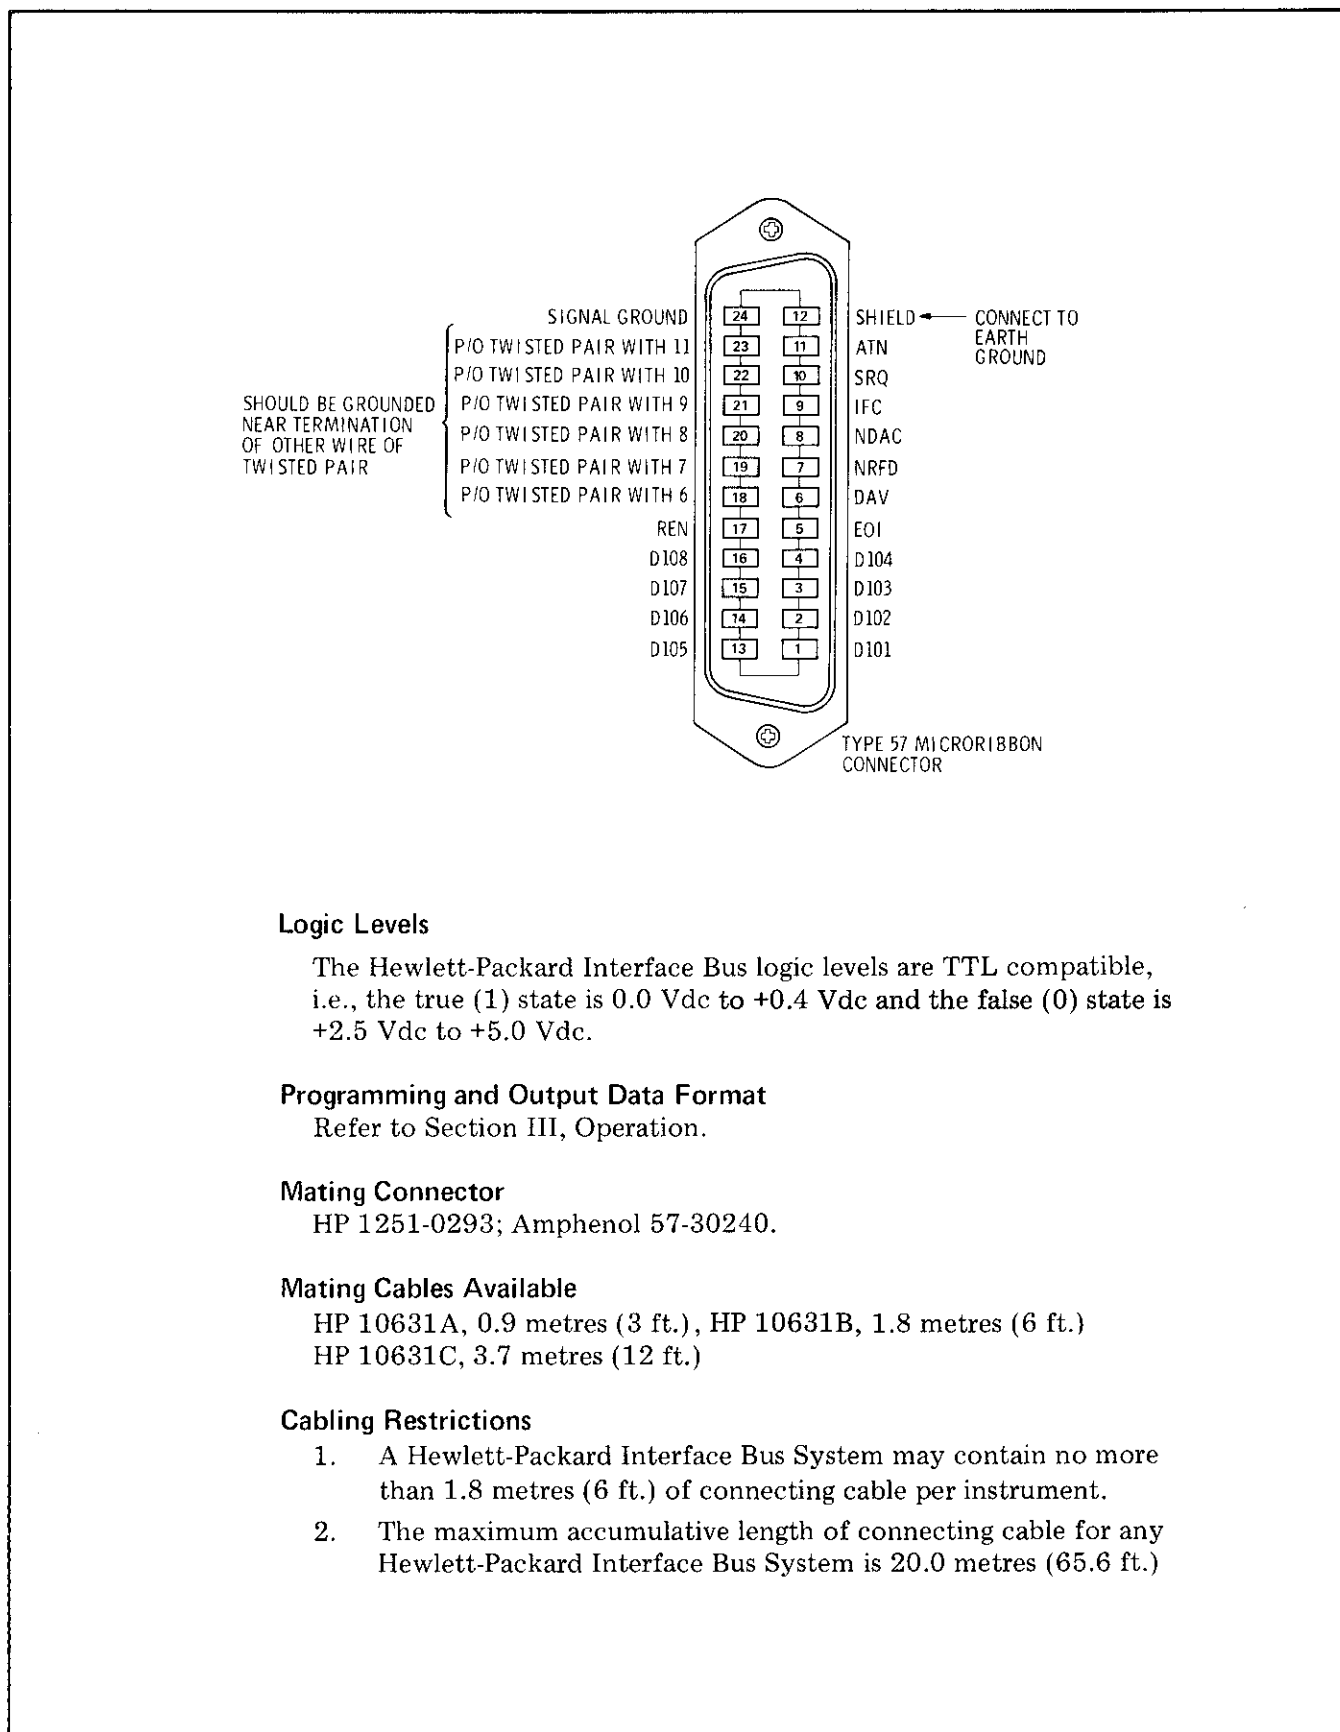 SIGNAL GROUND 24 12 SHIELD CONNECT TO
EARTH
GROUND
P/O TWISTED PAIR WITH 11 23 11 ATN
P/O TWISTED PAIR WITH 10 22 10 SRQ
P/O TWISTED PAIR WITH 9 21 9 IFC
P/O TWISTED PAIR WITH 8 20 8 NDAC
P/O TWISTED PAIR WITH 7 19 7 NRFD
P/O TWISTED PAIR WITH 6 18 6 DAV
SHOULD BE GROUNDED
NEAR TERMINATION
OF OTHER WIRE OF
TWISTED PAIR
REN 17 5 EOI
D108 16 4 D104
D107 15 3 D103
D106 14 2 D102
D105 13 1 D101
TYPE 57 MICRORIBBON
CONNECTOR
Logic Levels
The Hewlett-Packard Interface Bus logic levels are TTL compatible,
i.e., the true (1) state is 0.0 Vdc to +0.4 Vdc and the false (0) state is
+2.5 Vdc to +5.0 Vdc.
Programming and Output Data Format
Refer to Section III, Operation.
Mating Connector
HP 1251-0293; Amphenol 57-30240.
Mating Cables Available
HP 10631A, 0.9 metres (3 ft.), HP 10631B, 1.8 metres (6 ft.)
HP 10631C, 3.7 metres (12 ft.)
Cabling Restrictions
1. A Hewlett-Packard Interface Bus System may contain no more
than 1.8 metres (6 ft.) of connecting cable per instrument.
2. The maximum accumulative length of connecting cable for any
Hewlett-Packard Interface Bus System is 20.0 metres (65.6 ft.)